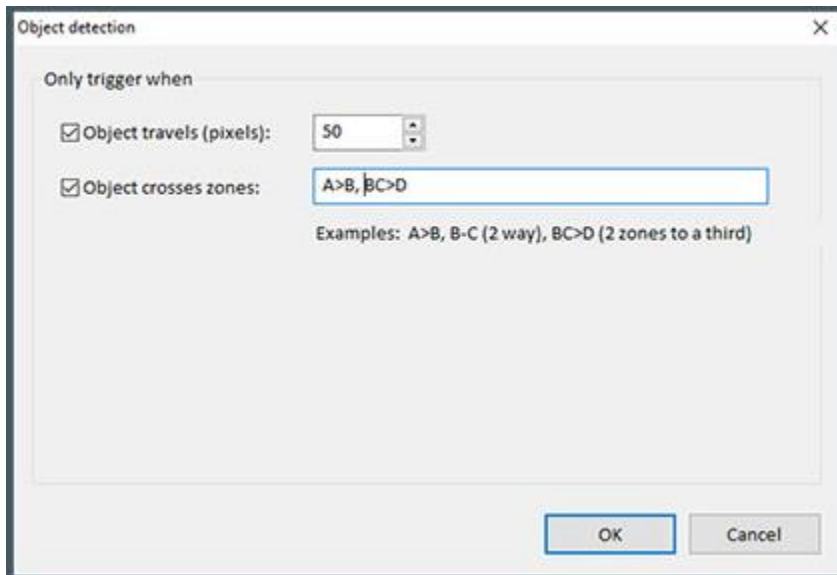 Object detection
Only trigger when
Object travels (pixels): 50
Object crosses zones: A>B, BC>D
Examples: A>B, B-C (2 way), BC>D (2 zones to a third)
OK Cancel